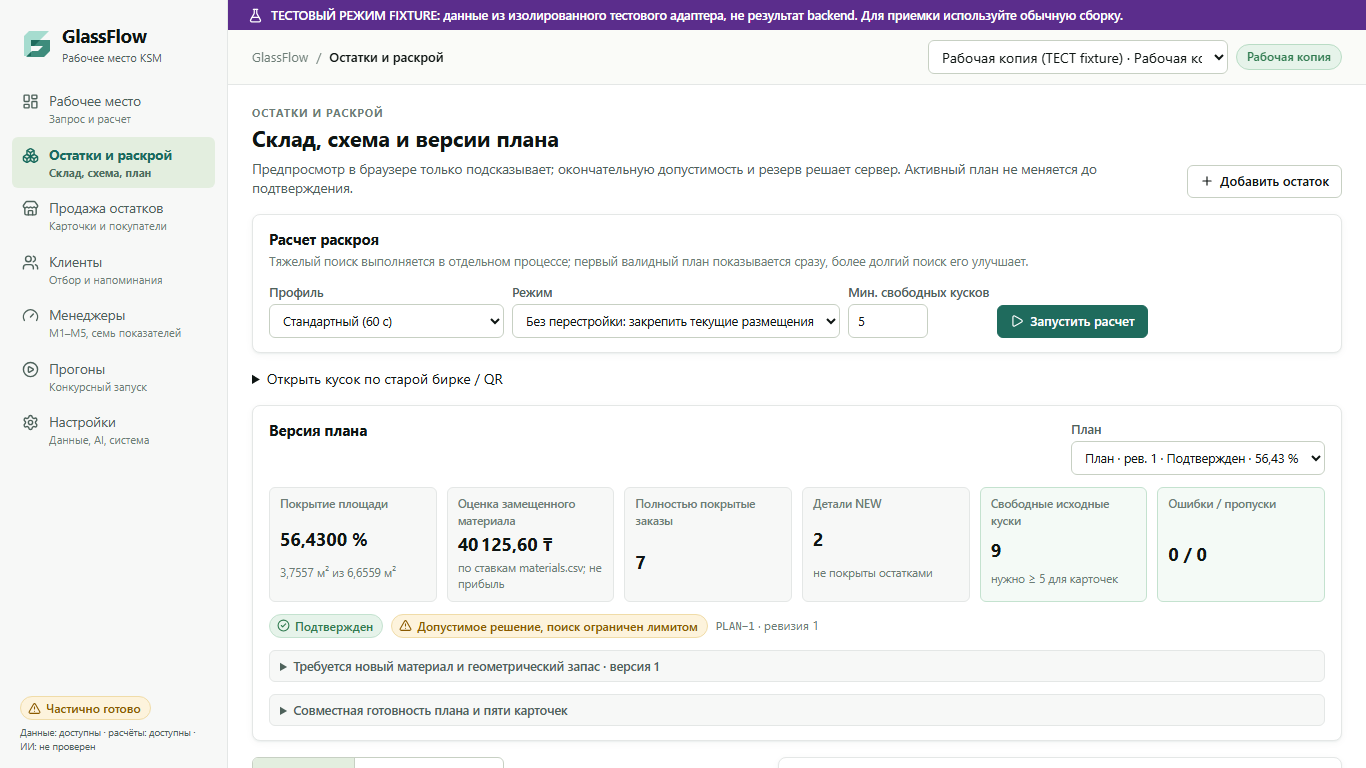 ТЕСТОВЫЙ РЕЖИМ FIXTURE: данные из изолированного тестового адаптера, не результат backend. Для приемки используйте обычную сборку.
GlassFlow
Рабочее место KSM
Рабочее место
Запрос и расчет
Остатки и раскрой
Склад, схема, план
Продажа остатков
Карточки и покупатели
Клиенты
Отбор и напоминания
Менеджеры
M1–M5, семь показателей
Прогоны
Конкурсный запуск
Настройки
Данные, AI, система
Частично готово
Данные: доступны · расчёты: доступны ·
ИИ: не проверен
GlassFlow / Остатки и раскрой
Рабочая копия (ТЕСТ fixture) · Рабочая кс
Рабочая копия
ОСТАТКИ И РАСКРОЙ
Склад, схема и версии плана
Предпросмотр в браузере только подсказывает; окончательную допустимость и резерв решает сервер. Активный план не меняется до
подтверждения.
+ Добавить остаток
Расчет раскроя
Тяжелый поиск выполняется в отдельном процессе; первый валидный план показывается сразу, более долгий поиск его улучшает.
Профиль
Стандартный (60 с)
Режим
Без перестройки: закрепить текущие размещения
Мин. свободных кусков
5
Запустить расчет
Открыть кусок по старой бирке / QR
Версия плана
План
План · рев. 1 · Подтвержден · 56,43 %
Покрытие площади
56,4300 %
3,7557 м² из 6,6559 м²
Оценка замещенного
материала
40 125,60 ₸
по ставкам materials.csv; не
прибыль
Полностью покрытые
заказы
7
Детали NEW
2
не покрыты остатками
Свободные исходные
куски
9
нужно ≥ 5 для карточек
Ошибки / пропуски
0 / 0
Подтвержден
Допустимое решение, поиск ограничен лимитом
PLAN-1 · ревизия 1
Требуется новый материал и геометрический запас · версия 1
Совместная готовность плана и пяти карточек